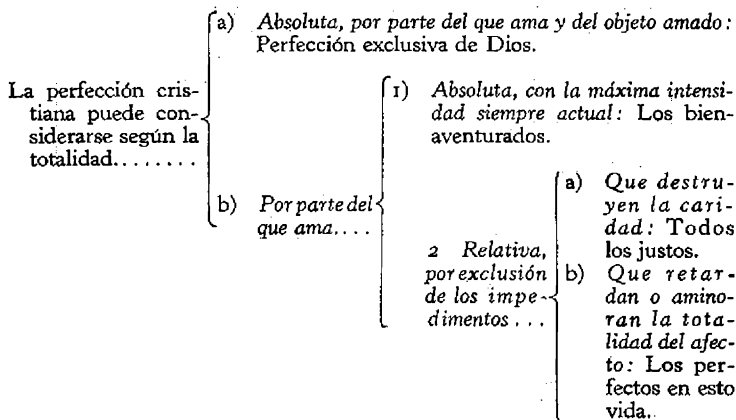 a) Absoluta, por parte del que ama y del objeto amado:
Perfección exclusiva de Dios.
La perfección cris-
tiana puede con-
siderarse según la
totalidad........
b) Por parte del
que ama....
1) Absoluta, con la máxima intensi-
dad siempre actual: Los bien-
aventurados.
2 Relativa,
por exclusión
de los impe-
dimentos ...
a) Que destru-
yen la cari-
dad: Todos
los justos.
b) Que retar-
dan o amino-
ran la tota-
lidad del afec-
to: Los per-
fectos en esto
vida.